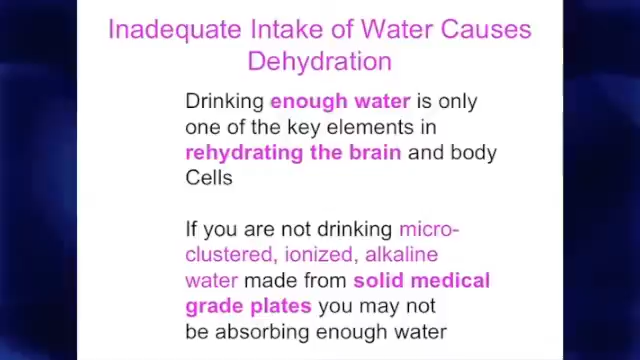 Inadequate Intake of Water Causes
Dehydration
Drinking enough water is only
one of the key elements in
rehydrating the brain and body
Cells
If you are not drinking micro-
clustered, ionized, alkaline
water made from solid medical
grade plates you may not
be absorbing enough water